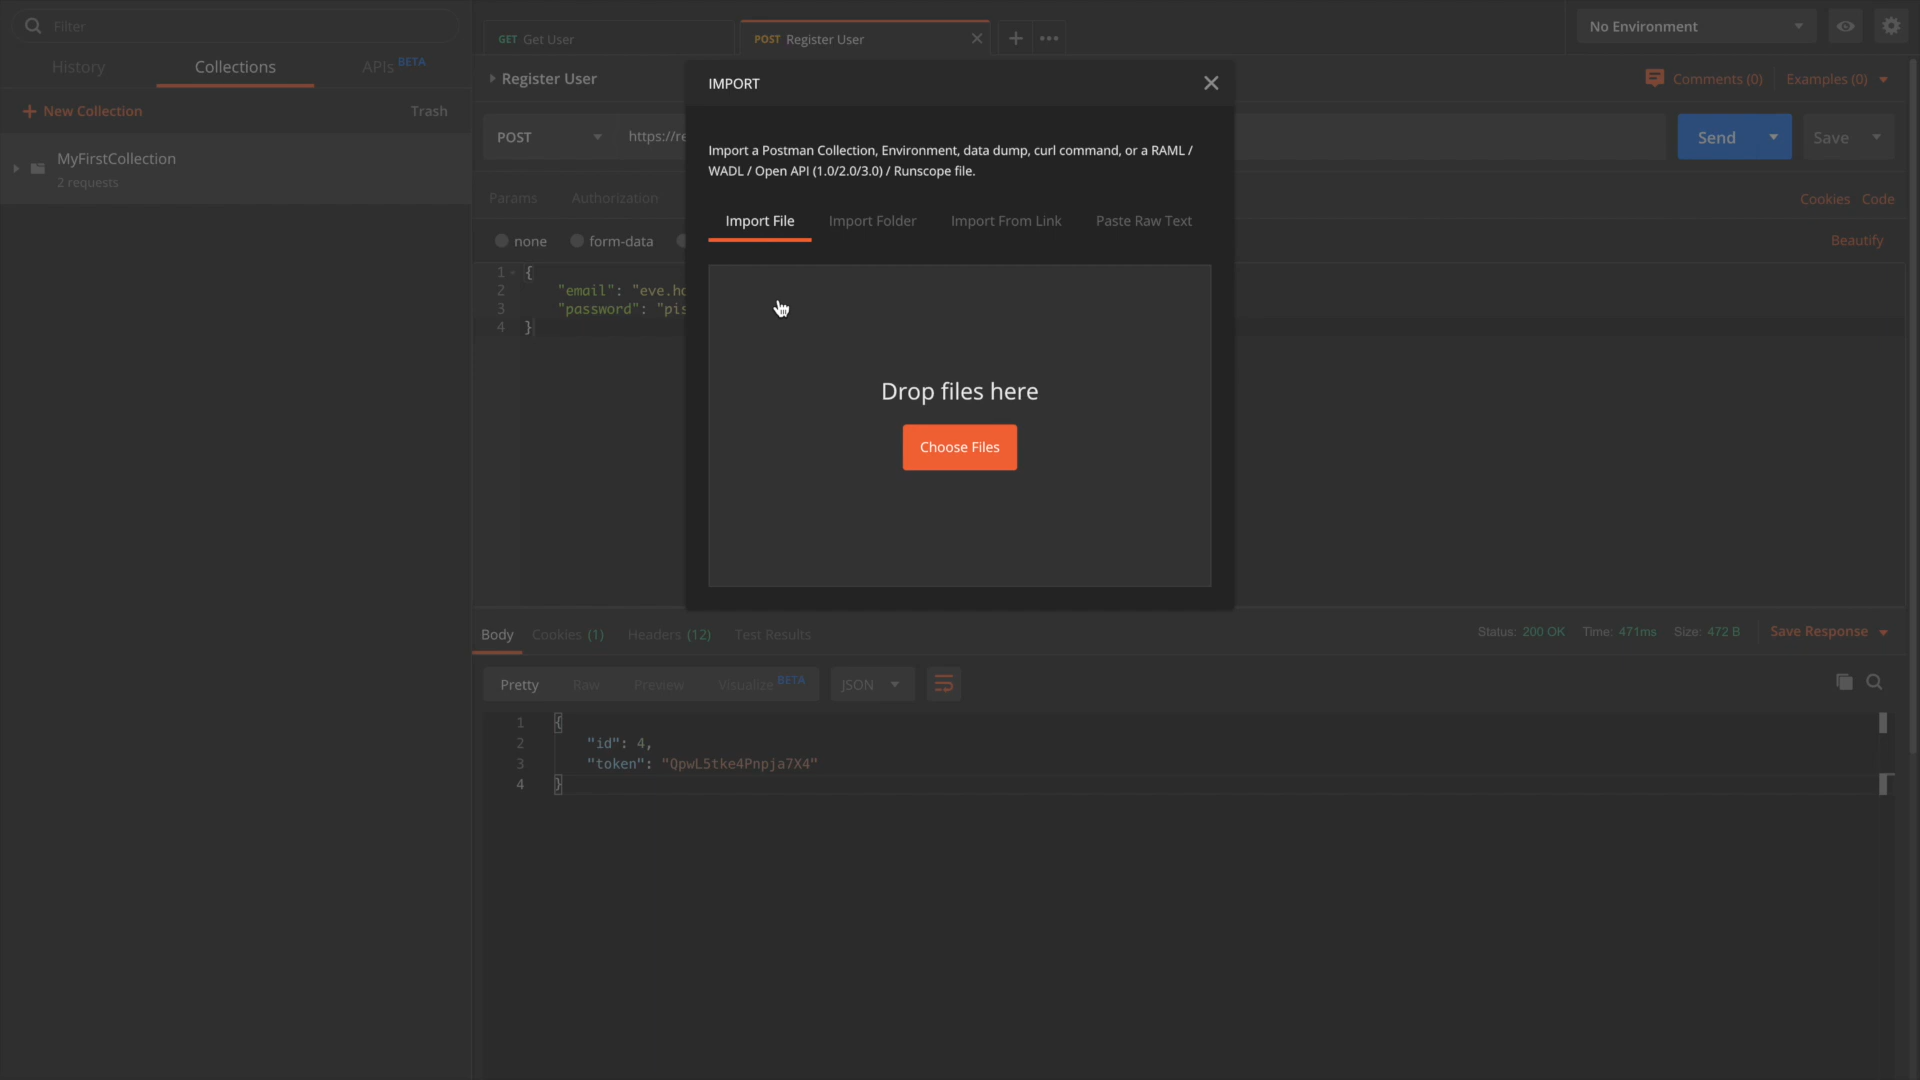 Filter
History
Collections
APIs BETA
+ New Collection
Trash
MyFirstCollection
2 requests
GET Get User
POST Register User
No Environment
Register User
Comments (0)
Examples (0)
POST
https://re
Send
Save
Params
Authorization
Cookies
Code
none
form-data
Beautify
1 {
2 "email": "eve.ho
3 "password": "pis
4 }
IMPORT
Import a Postman Collection, Environment, data dump, curl command, or a RAML /
WADL / Open API (1.0/2.0/3.0) / Runscope file.
Import File
Import Folder
Import From Link
Paste Raw Text
Drop files here
Choose Files
Body
Cookies (1)
Headers (12)
Test Results
Status: 200 OK
Time: 471ms
Size: 472 B
Save Response
Pretty
Raw
Preview
Visualize BETA
JSON
1 {
2 "id": 4,
3 "token": "QpwL5tke4Pnpja7X4"
4 }